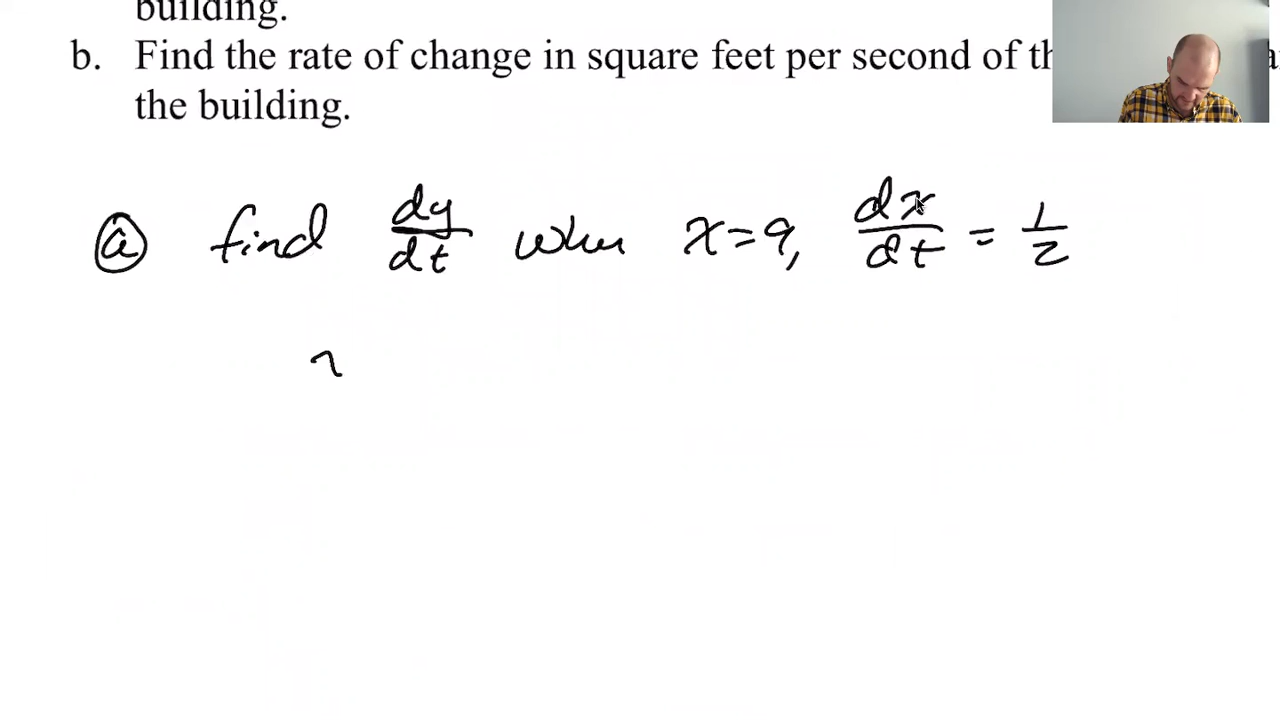 building.
b. Find the rate of change in square feet per second of
the building.
ⓐ find dy/dt when x=9, dx/dt = 1/2